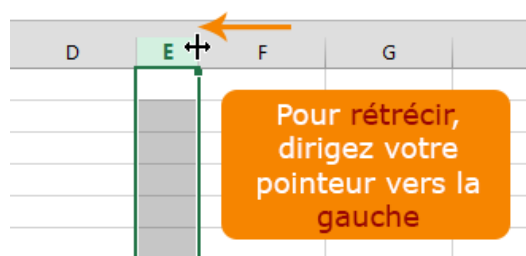 D E F G
Pour rétrécir,
dirigez votre
pointeur vers la
gauche